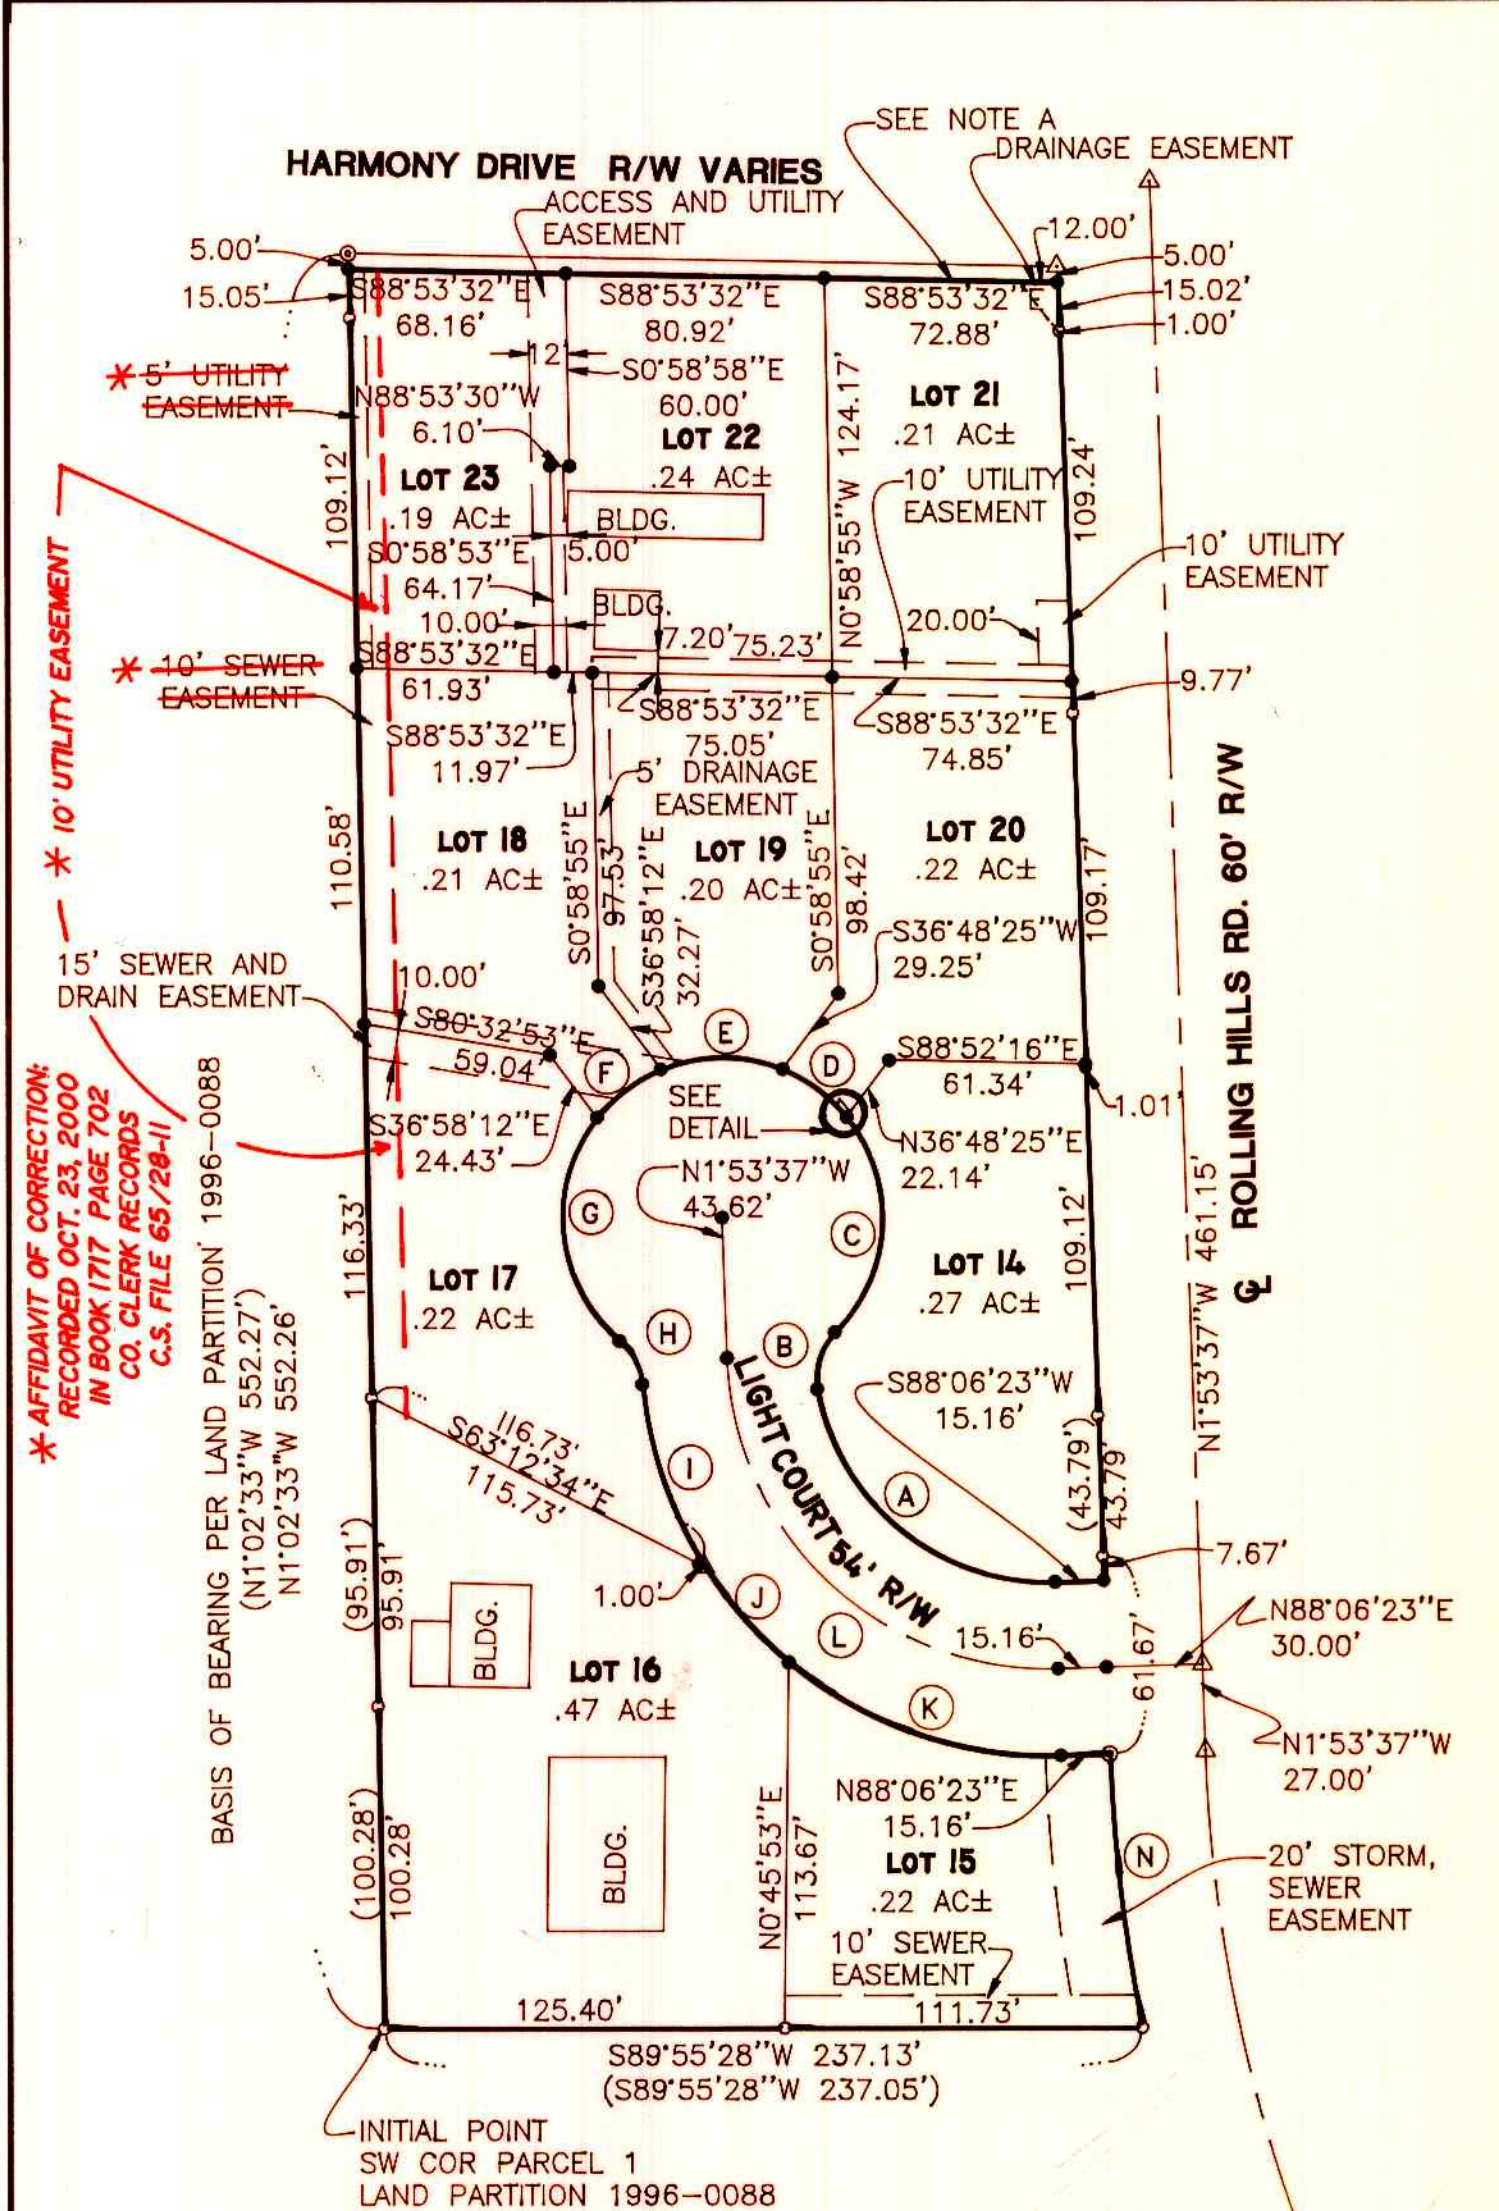 HARMONY DRIVE R/W VARIES
SEE NOTE A
DRAINAGE EASEMENT
ACCESS AND UTILITY
EASEMENT
12.00'
5.00'
5.00'
15.05'
15.02'
1.00'
S88°53'32"E
68.16'
S88°53'32"E
80.92'
S88°53'32"E
72.88'
12'
S0°58'58"E
60.00'
* 5' UTILITY
EASEMENT
N88°53'30"W
6.10'
LOT 23
.19 AC±
LOT 22
.24 AC±
LOT 21
.21 AC±
N0°58'55"W 124.17'
109.12'
109.24'
10' UTILITY
EASEMENT
10' UTILITY
EASEMENT
BLDG.
S0°58'53"E
64.17'
5.00'
10.00'
BLDG.
7.20'
75.23'
20.00'
* 10' UTILITY EASEMENT
* 10' SEWER
EASEMENT
S88°53'32"E
61.93'
9.77'
S88°53'32"E
11.97'
S88°53'32"E
75.05'
S88°53'32"E
74.85'
5' DRAINAGE
EASEMENT
110.58'
LOT 18
.21 AC±
S0°58'55"E
97.53'
S36°58'12"E
32.27'
LOT 19
.20 AC±
S0°58'55"E
98.42'
LOT 20
.22 AC±
109.17'
S36°48'25"W
29.25'
ROLLING HILLS RD. 60' R/W
15' SEWER AND
DRAIN EASEMENT
10.00'
S80°32'53"E
59.04'
F
E
D
S88°52'16"E
61.34'
1.01'
SEE
DETAIL
* AFFIDAVIT OF CORRECTION:
RECORDED OCT. 23, 2000
IN BOOK 1717 PAGE 702
CO. CLERK RECORDS
C.S. FILE 65/28-11
S36°58'12"E
24.43'
N36°48'25"E
22.14'
N1°53'37"W
43.62'
G
C
116.33'
LOT 17
.22 AC±
LOT 14
.27 AC±
109.12'
N1°53'37"W 461.15'
BASIS OF BEARING PER LAND PARTITION 1996-0088
(N1°02'33"W 552.27')
N1°02'33"W 552.26'
H
B
S88°06'23"W
15.16'
LIGHT COURT 54' R/W
116.73'
S63°12'34"E
115.73'
I
A
(43.79')
43.79'
7.67'
(95.91')
95.91'
1.00'
J
L
15.16'
61.67'
N88°06'23"E
30.00'
BLDG.
LOT 16
.47 AC±
K
N1°53'37"W
27.00'
BLDG.
N88°06'23"E
15.16'
(100.28')
100.28'
N0°45'53"E
113.67'
LOT 15
.22 AC±
N
20' STORM,
SEWER
EASEMENT
10' SEWER
EASEMENT
125.40'
111.73'
S89°55'28"W 237.13'
(S89°55'28"W 237.05')
INITIAL POINT
SW COR PARCEL 1
LAND PARTITION 1996-0088